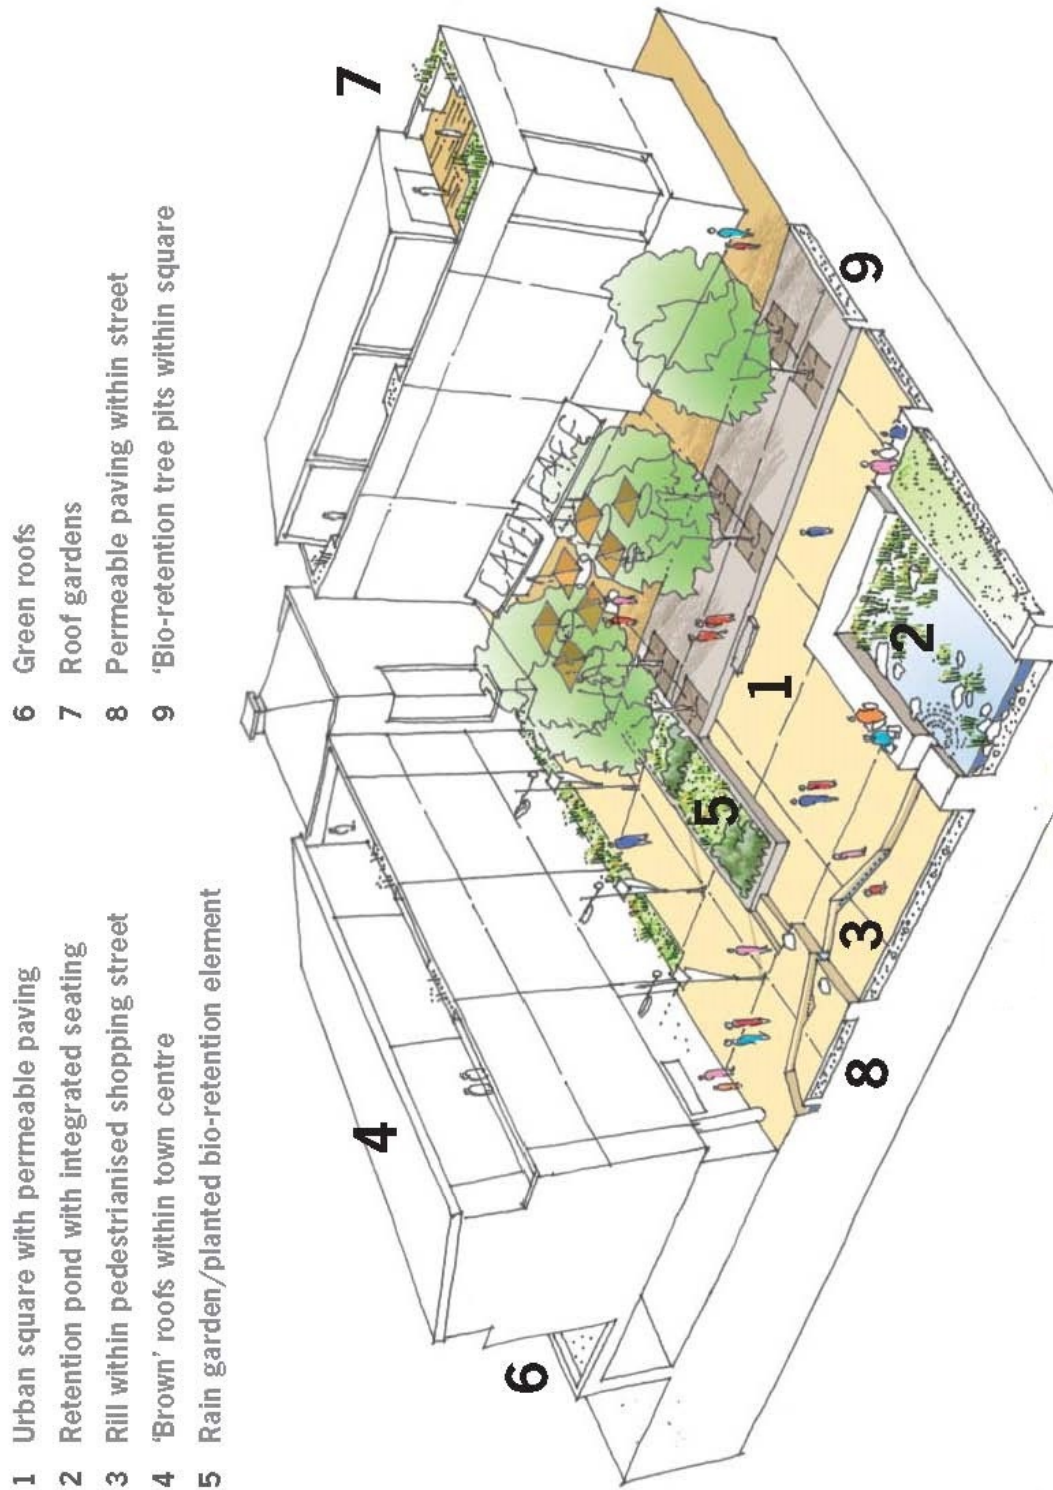 1 Urban square with permeable paving
2 Retention pond with integrated seating
3 Rill within pedestrianised shopping street
4 'Brown' roofs within town centre
5 Rain garden/planted bio-retention element
6 Green roofs
7 Roof gardens
8 Permeable paving within street
9 'Bio-retention tree pits within square
4
6
7
CAFE
CAFE
5
1
2
3
8
9